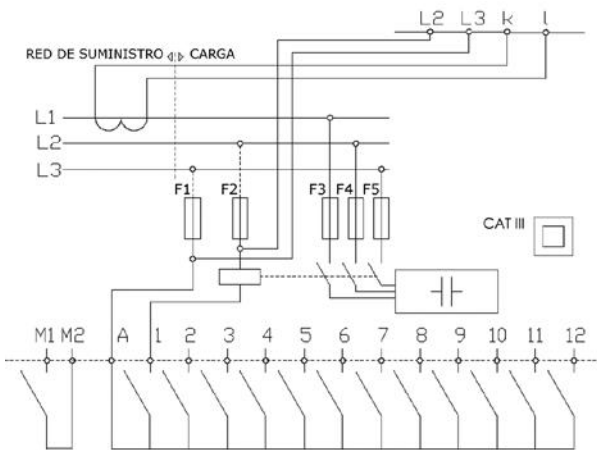 L2 L3 k l
RED DE SUMINISTRO CARGA
L1
L2
L3
F1 F2 F3 F4 F5
CAT III
M1 M2 A 1 2 3 4 5 6 7 8 9 10 11 12